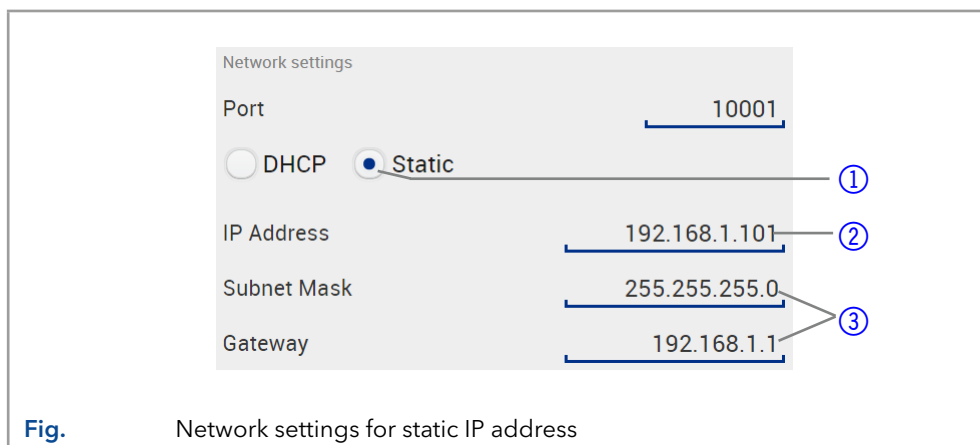 Network settings
Port 10001
DHCP Static
①
IP Address 192.168.1.101 ②
Subnet Mask 255.255.255.0
③
Gateway 192.168.1.1
Fig. Network settings for static IP address